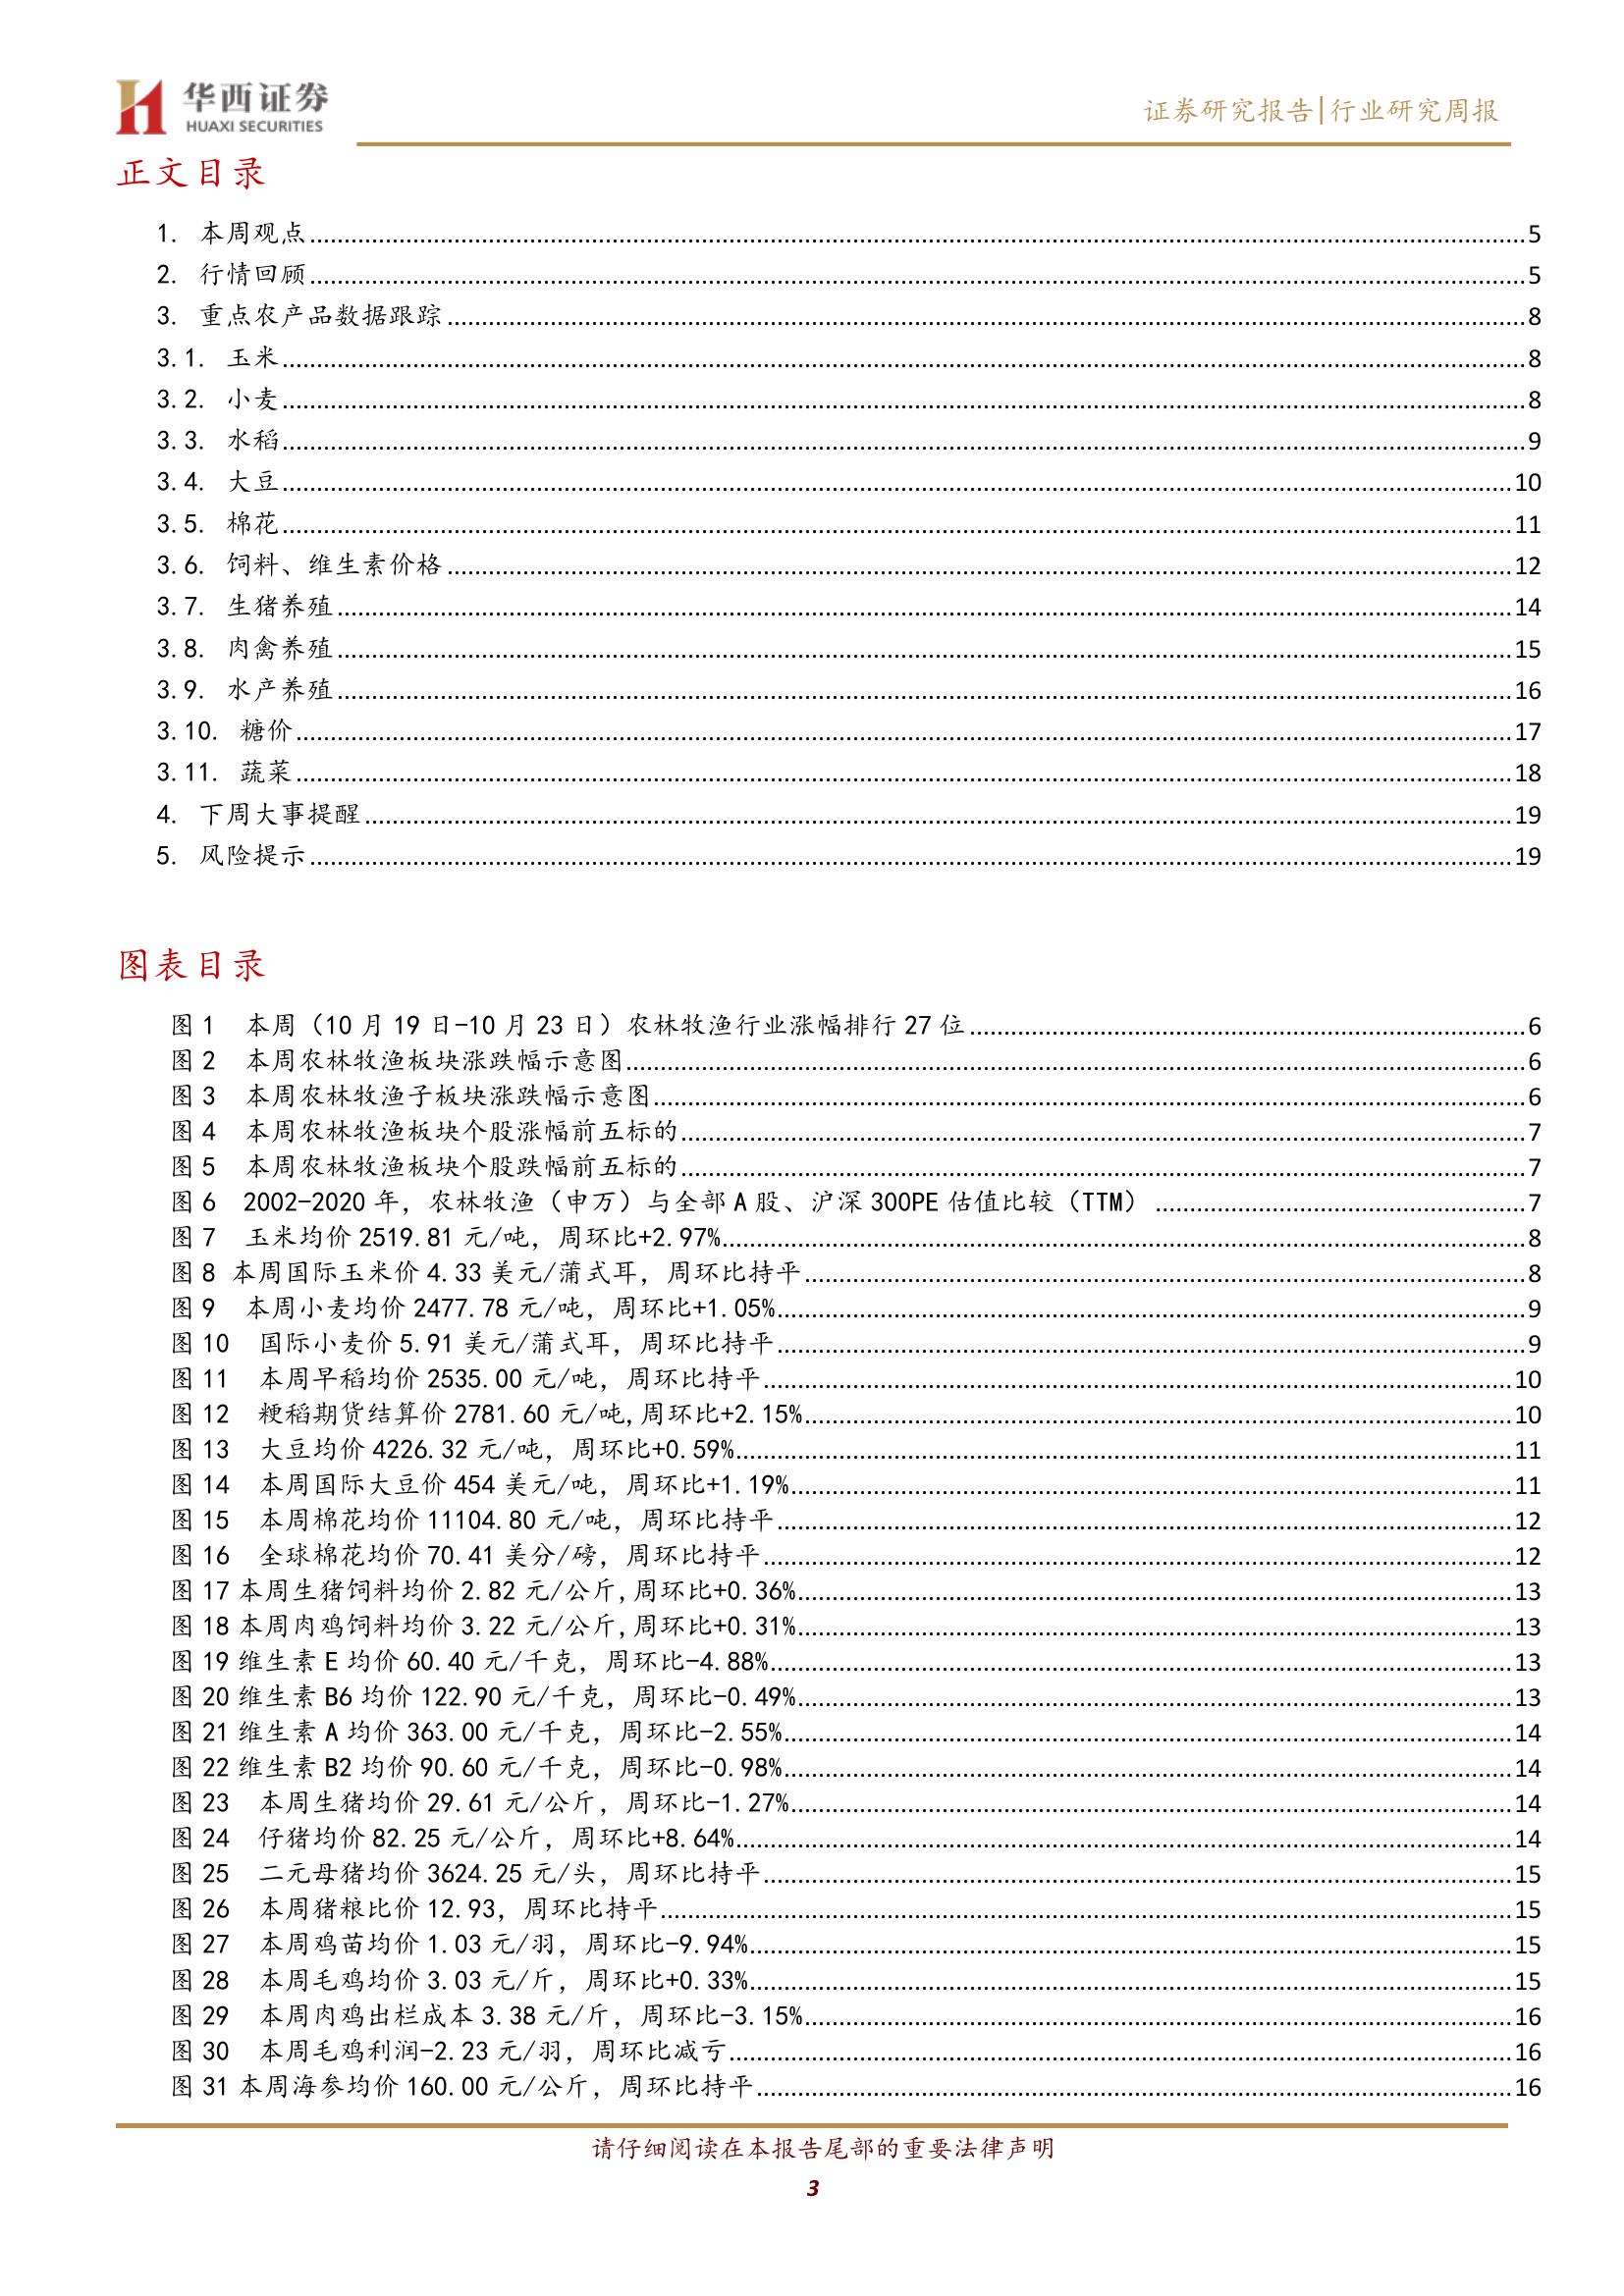 华西证券
HUAXI SECURITIES
证券研究报告|行业研究周报
正文目录
1. 本周观点........5
2. 行情回顾........5
3. 重点农产品数据跟踪........8
3.1. 玉米........8
3.2. 小麦........8
3.3. 水稻........9
3.4. 大豆........10
3.5. 棉花........11
3.6. 饲料、维生素价格........12
3.7. 生猪养殖........14
3.8. 肉禽养殖........15
3.9. 水产养殖........16
3.10. 糖价........17
3.11. 蔬菜........18
4. 下周大事提醒........19
5. 风险提示........19
图表目录
图 1 本周（10 月 19 日-10 月 23 日）农林牧渔行业涨幅排行 27 位........6
图 2 本周农林牧渔板块涨跌幅示意图........6
图 3 本周农林牧渔子板块涨跌幅示意图........6
图 4 本周农林牧渔板块个股涨幅前五标的........7
图 5 本周农林牧渔板块个股跌幅前五标的........7
图 6 2002-2020 年，农林牧渔（申万）与全部 A 股、沪深 300PE 估值比较（TTM）........7
图 7 玉米均价 2519.81 元/吨，周环比+2.97%........8
图 8 本周国际玉米价 4.33 美元/蒲式耳，周环比持平........8
图 9 本周小麦均价 2477.78 元/吨，周环比+1.05%........9
图 10 国际小麦价 5.91 美元/蒲式耳，周环比持平........9
图 11 本周早稻均价 2535.00 元/吨，周环比持平........10
图 12 粳稻期货结算价 2781.60 元/吨,周环比+2.15%........10
图 13 大豆均价 4226.32 元/吨，周环比+0.59%........11
图 14 本周国际大豆价 454 美元/吨，周环比+1.19%........11
图 15 本周棉花均价 11104.80 元/吨，周环比持平........12
图 16 全球棉花均价 70.41 美分/磅，周环比持平........12
图 17 本周生猪饲料均价 2.82 元/公斤,周环比+0.36%........13
图 18 本周肉鸡饲料均价 3.22 元/公斤,周环比+0.31%........13
图 19 维生素 E 均价 60.40 元/千克，周环比-4.88%........13
图 20 维生素 B6 均价 122.90 元/千克，周环比-0.49%........13
图 21 维生素 A 均价 363.00 元/千克，周环比-2.55%........14
图 22 维生素 B2 均价 90.60 元/千克，周环比-0.98%........14
图 23 本周生猪均价 29.61 元/公斤，周环比-1.27%........14
图 24 仔猪均价 82.25 元/公斤，周环比+8.64%........14
图 25 二元母猪均价 3624.25 元/头，周环比持平........15
图 26 本周猪粮比价 12.93，周环比持平........15
图 27 本周鸡苗均价 1.03 元/羽，周环比-9.94%........15
图 28 本周毛鸡均价 3.03 元/斤，周环比+0.33%........15
图 29 本周肉鸡出栏成本 3.38 元/斤，周环比-3.15%........16
图 30 本周毛鸡利润-2.23 元/羽，周环比减亏........16
图 31 本周海参均价 160.00 元/公斤，周环比持平........16
请仔细阅读在本报告尾部的重要法律声明
3